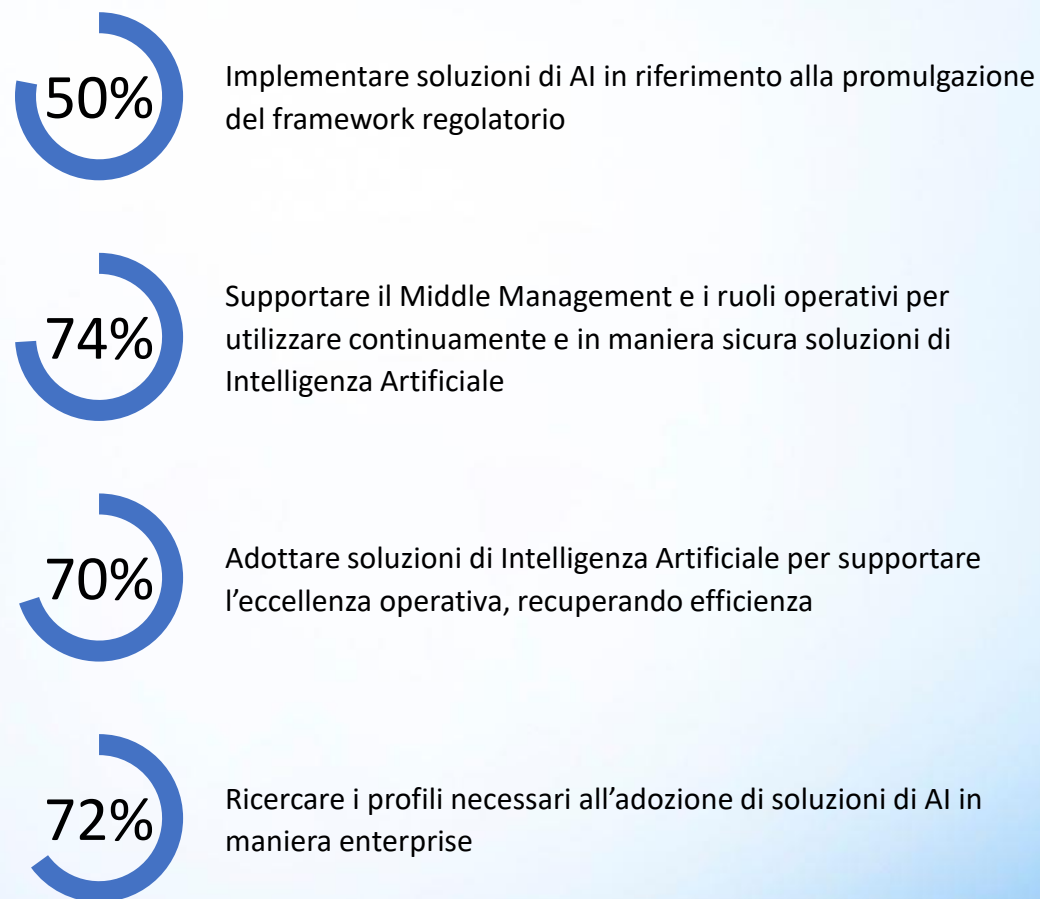 50%
Implementare soluzioni di AI in riferimento alla promulgazione
del framework regolatorio
74%
Supportare il Middle Management e i ruoli operativi per
utilizzare continuamente e in maniera sicura soluzioni di
Intelligenza Artificiale
70%
Adottare soluzioni di Intelligenza Artificiale per supportare
l’eccellenza operativa, recuperando efficienza
72%
Ricercare i profili necessari all’adozione di soluzioni di AI in
maniera enterprise